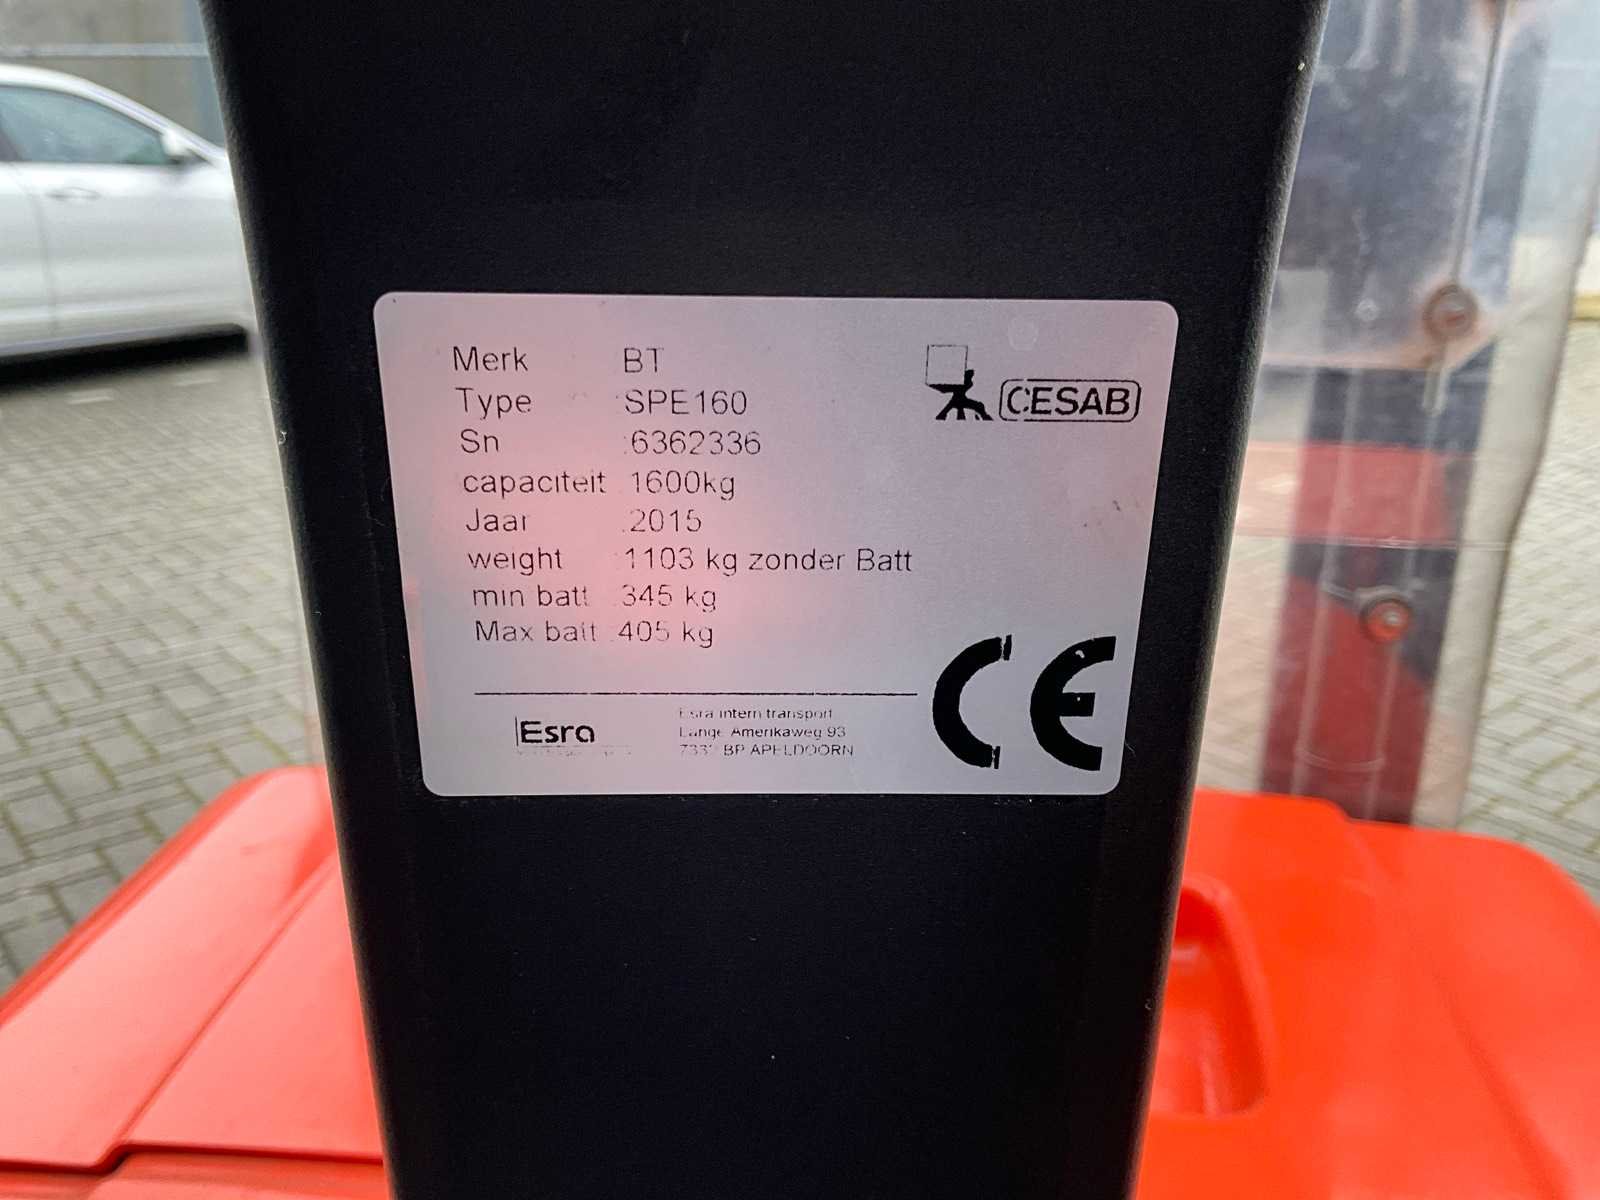 Merk BT
Type :SPE160
Sn :6362336
capaciteit :1600kg
Jaar :2015
weight :1103 kg zonder Batt
min batt :345 kg
Max batt :405 kg
CESAB
CE
Esra
Esra intern transport
Lange Amerikaweg 93
BP APELDOORN